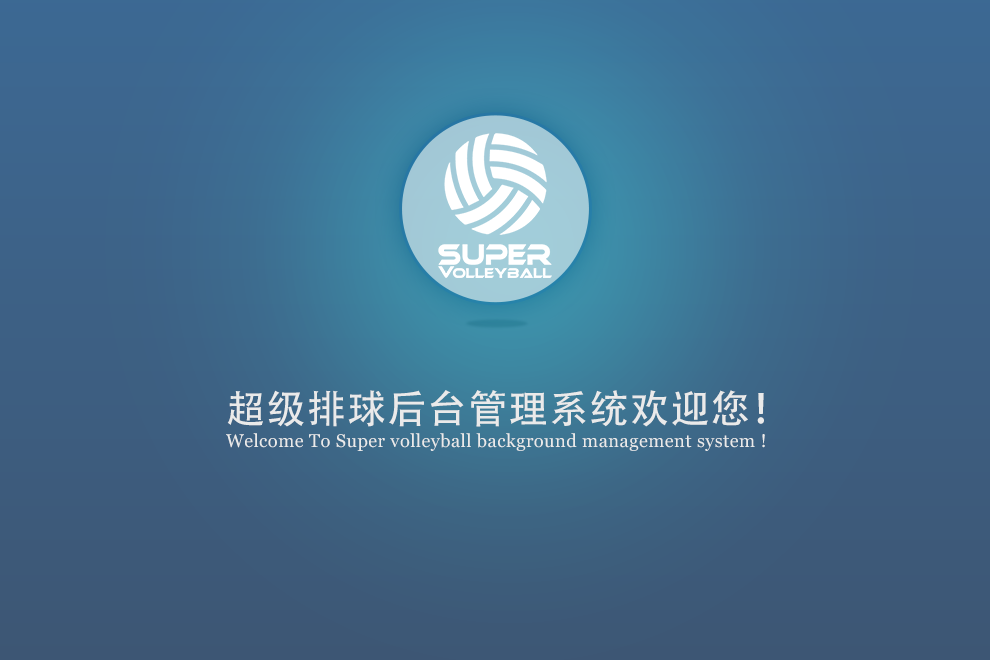 SUPER
VOLLEYBALL
超级排球后台管理系统欢迎您!
Welcome To Super volleyball background management system !